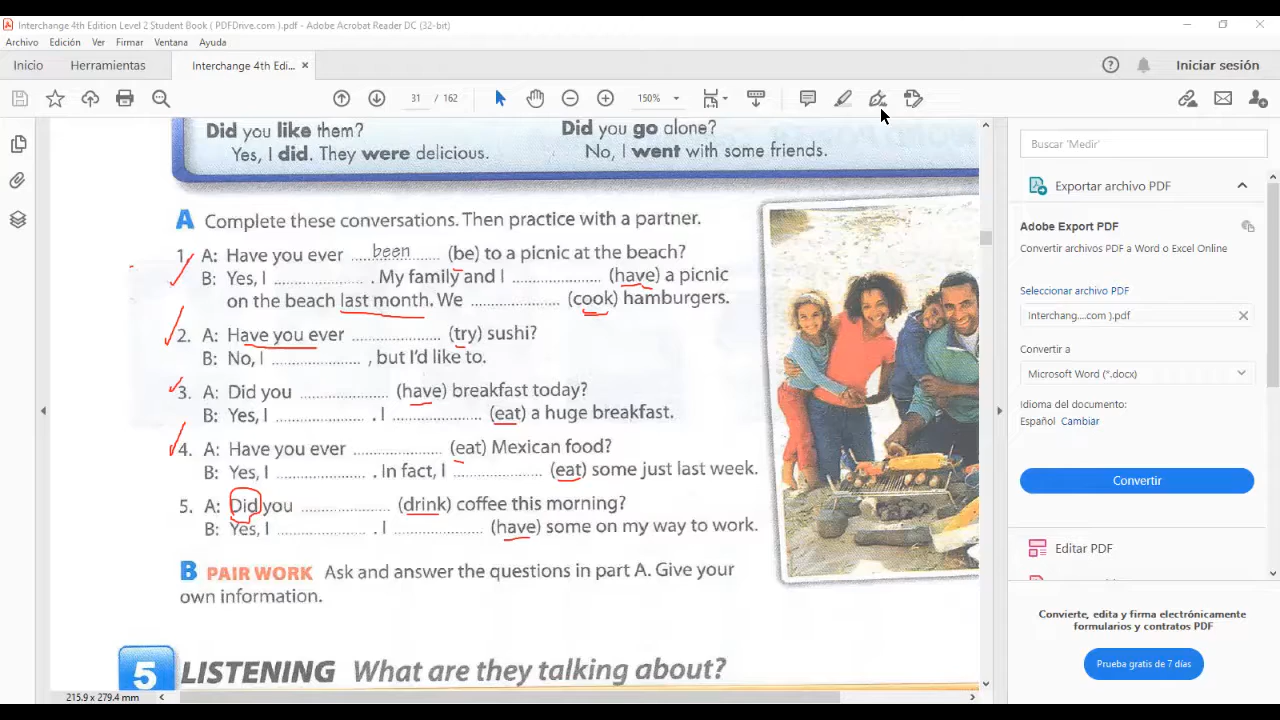 Interchange 4th Edition Level 2 Student Book ( PDFDrive.com ).pdf - Adobe Acrobat Reader DC (32-bit)
Archivo Edición Ver Firmar Ventana Ayuda
Inicio Herramientas Interchange 4th Edi... × Iniciar sesión
31 / 162 150%
Did you like them? Did you go alone?
Yes, I did. They were delicious. No, I went with some friends.
A Complete these conversations. Then practice with a partner.
1. A: Have you ever ....been.... (be) to a picnic at the beach?
B: Yes, I .................... . My family and I .................... (have) a picnic
on the beach last month. We .................... (cook) hamburgers.
2. A: Have you ever .................... (try) sushi?
B: No, I .................... , but I'd like to.
3. A: Did you .................... (have) breakfast today?
B: Yes, I .................... . I .................... (eat) a huge breakfast.
4. A: Have you ever .................... (eat) Mexican food?
B: Yes, I .................... . In fact, I .................... (eat) some just last week.
5. A: Did you .................... (drink) coffee this morning?
B: Yes, I .................... . I .................... (have) some on my way to work.
B PAIR WORK Ask and answer the questions in part A. Give your
own information.
5 LISTENING What are they talking about?
215.9 x 279.4 mm
Buscar 'Medir'
Exportar archivo PDF
Adobe Export PDF
Convertir archivos PDF a Word o Excel Online
Seleccionar archivo PDF
Interchang....com ).pdf
Convertir a
Microsoft Word (*.docx)
Idioma del documento:
Español Cambiar
Convertir
Editar PDF
Convierte, edita y firma electrónicamente
formularios y contratos PDF
Prueba gratis de 7 días